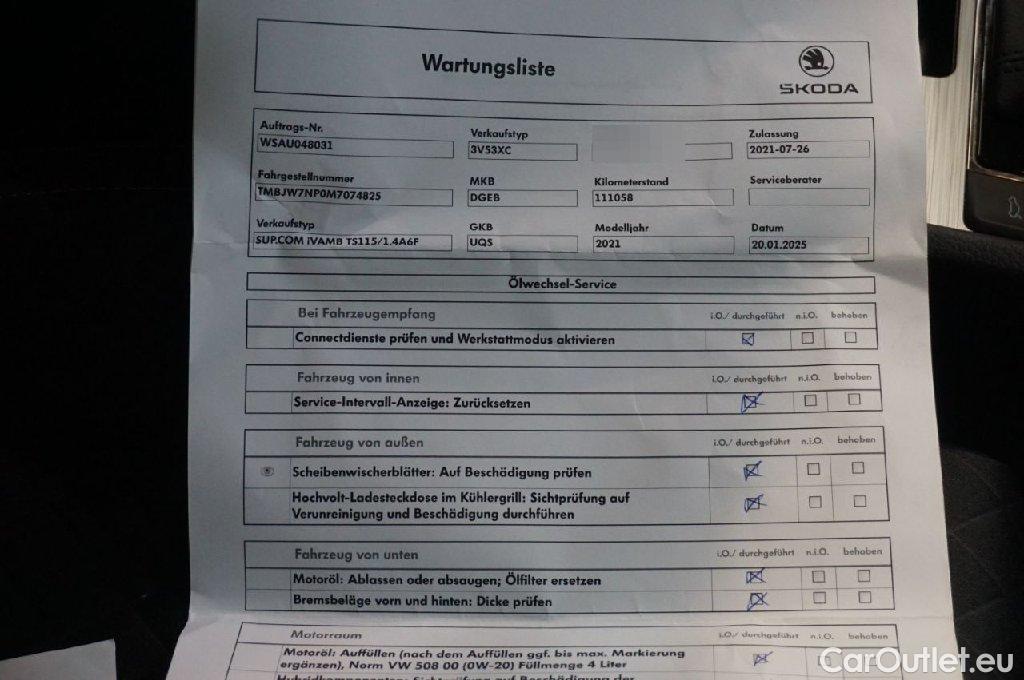 Wartungsliste
ŠKODA
Auftrags-Nr.
WSAU048031
Verkaufstyp
3V53XC
Zulassung
2021-07-26
Fahrgestellnummer
TMBJW7NP0M7074825
MKB
DGEB
Kilometerstand
111058
Serviceberater
Verkaufstyp
SUP.COM iVAMB TS115/1.4A6F
GKB
UQS
Modelljahr
2021
Datum
20.01.2025
Ölwechsel-Service
Bei Fahrzeugempfang i.O./ durchgeführt n.i.O. behoben
Connectdienste prüfen und Werkstattmodus aktivieren
Fahrzeug von innen i.O./ durchgeführt n.i.O. behoben
Service-Intervall-Anzeige: Zurücksetzen
Fahrzeug von außen i.O./ durchgeführt n.i.O. behoben
Scheibenwischerblätter: Auf Beschädigung prüfen
Hochvolt-Ladesteckdose im Kühlergrill: Sichtprüfung auf
Verunreinigung und Beschädigung durchführen
Fahrzeug von unten i.O./ durchgeführt n.i.O. behoben
Motoröl: Ablassen oder absaugen; Ölfilter ersetzen
Bremsbeläge vorn und hinten: Dicke prüfen
Motorraum i.O./ durchgeführt n.i.O. behoben
Motoröl: Auffüllen (nach dem Auffüllen ggf. bis max. Markierung
ergänzen), Norm VW 508 00 (0W-20) Füllmenge 4 Liter
Hybridkomponenten: Sichtprüfung auf Beschädigung der
CarOutlet.eu